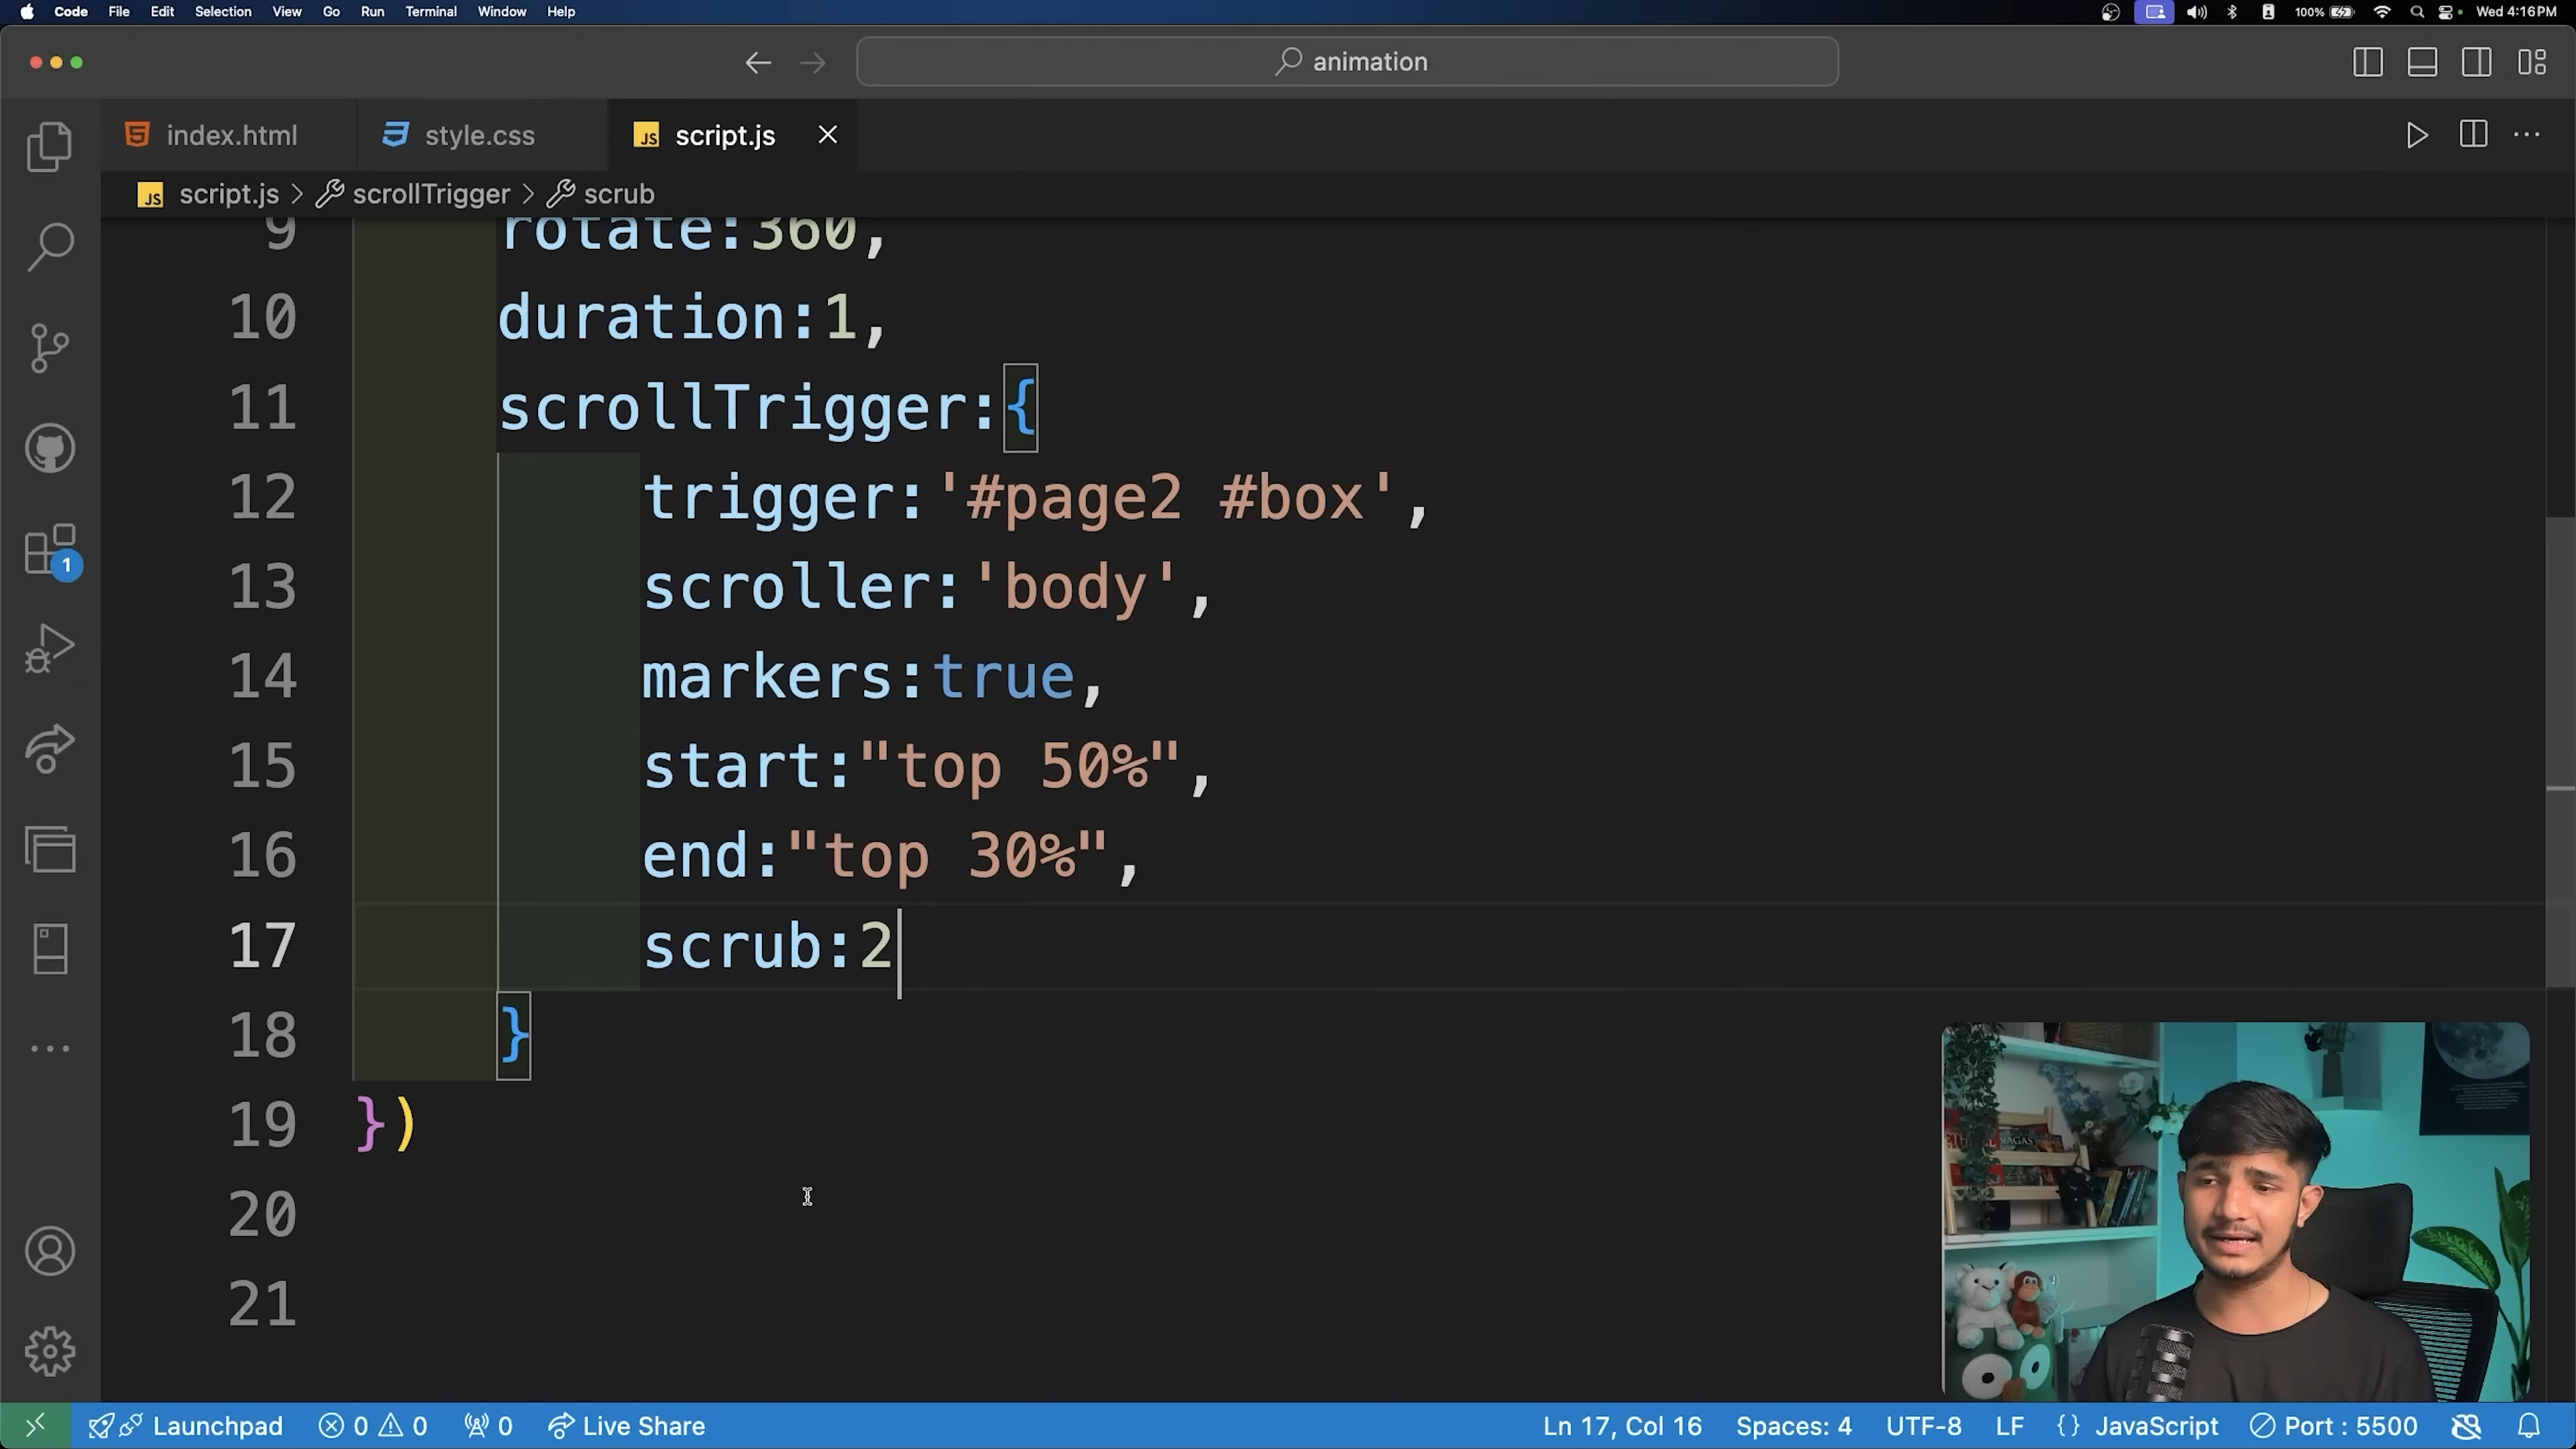 Code File Edit Selection View Go Run Terminal Window Help 100% Wed 4:16 PM
animation
index.html style.css JS script.js
JS script.js > scrollTrigger > scrub
9 rotate:360,
10 duration:1,
11 scrollTrigger:{
12 trigger:'#page2 #box',
13 scroller:'body',
14 markers:true,
15 start:"top 50%",
16 end:"top 30%",
17 scrub:2
18 }
19 })
20
21
1
NAGAS
Launchpad 0 0 0 Live Share Ln 17, Col 16 Spaces: 4 UTF-8 LF {} JavaScript Port : 5500